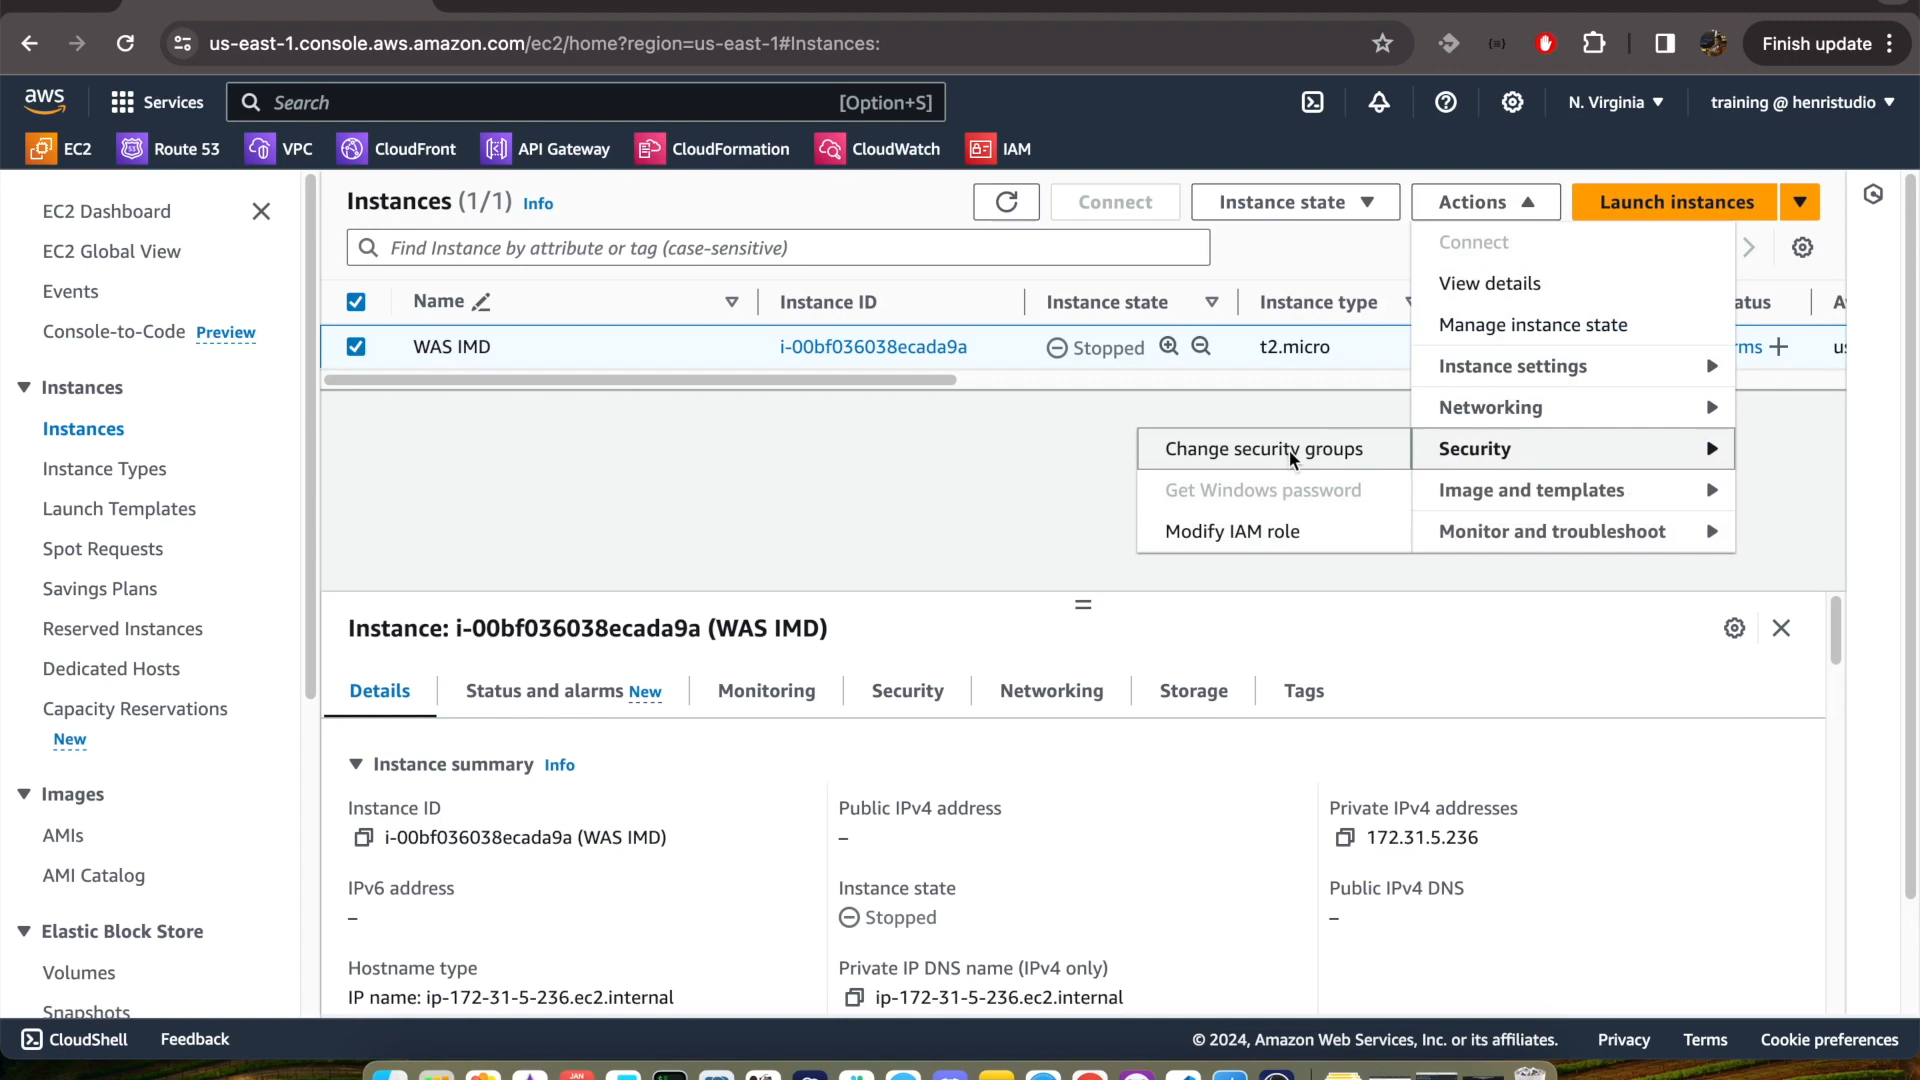 us-east-1.console.aws.amazon.com/ec2/home?region=us-east-1#Instances:
Finish update
aws
Services
Search
[Option+S]
N. Virginia
training @ henristudio
EC2
Route 53
VPC
CloudFront
API Gateway
CloudFormation
CloudWatch
IAM
EC2 Dashboard
EC2 Global View
Events
Console-to-Code Preview
Instances
Instances
Instance Types
Launch Templates
Spot Requests
Savings Plans
Reserved Instances
Dedicated Hosts
Capacity Reservations
New
Images
AMIs
AMI Catalog
Elastic Block Store
Volumes
Snapshots
Instances (1/1) Info
Connect
Instance state
Actions
Launch instances
Find Instance by attribute or tag (case-sensitive)
Name
Instance ID
Instance state
Instance type
atus
A
WAS IMD
i-00bf036038ecada9a
Stopped
t2.micro
rms
us
Connect
View details
Manage instance state
Instance settings
Networking
Security
Image and templates
Monitor and troubleshoot
Change security groups
Get Windows password
Modify IAM role
Instance: i-00bf036038ecada9a (WAS IMD)
Details
Status and alarms New
Monitoring
Security
Networking
Storage
Tags
Instance summary Info
Instance ID
i-00bf036038ecada9a (WAS IMD)
Public IPv4 address
–
Private IPv4 addresses
172.31.5.236
IPv6 address
–
Instance state
Stopped
Public IPv4 DNS
–
Hostname type
IP name: ip-172-31-5-236.ec2.internal
Private IP DNS name (IPv4 only)
ip-172-31-5-236.ec2.internal
CloudShell
Feedback
© 2024, Amazon Web Services, Inc. or its affiliates.
Privacy
Terms
Cookie preferences
JAN